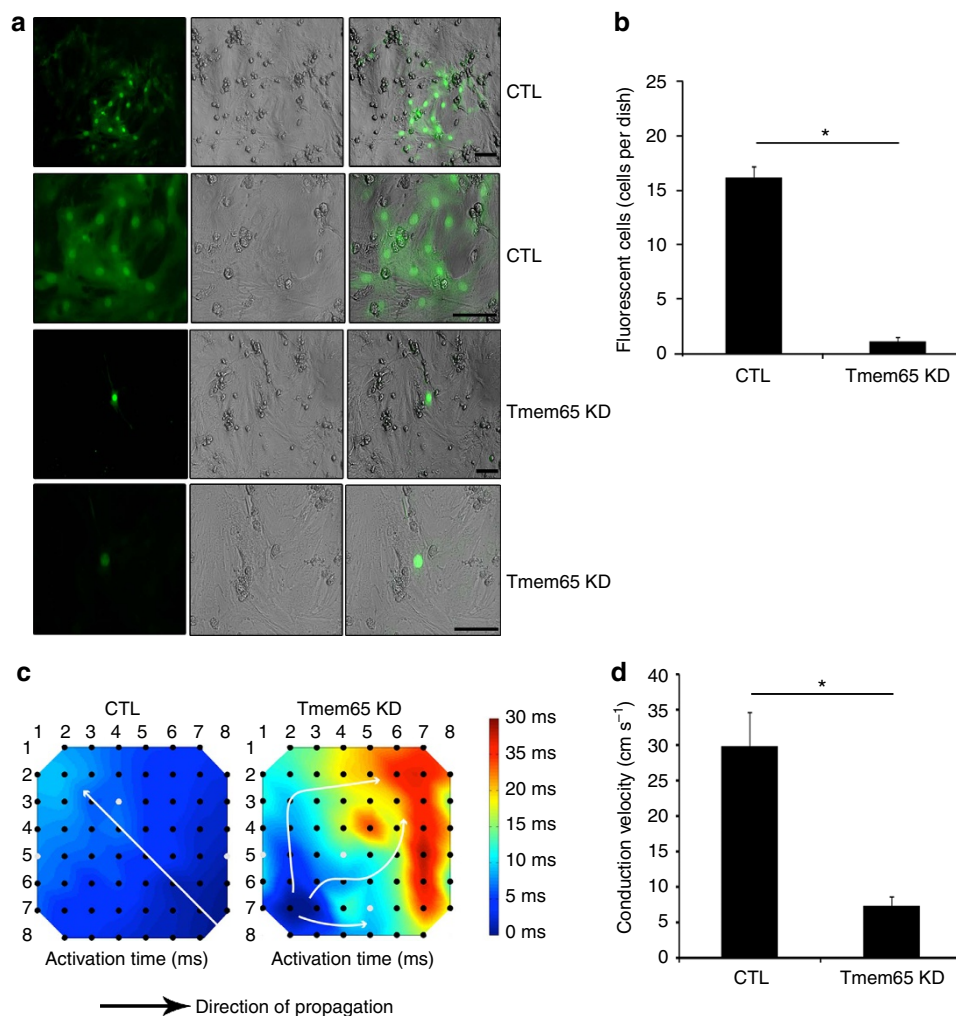 a
CTL
CTL
Tmem65 KD
Tmem65 KD
b
Fluorescent cells (cells per dish)
25
20
15
10
5
0
CTL
Tmem65 KD
*
c
CTL
1 2 3 4 5 6 7 8
1
2
3
4
5
6
7
8
Activation time (ms)
Tmem65 KD
1 2 3 4 5 6 7 8
1
2
3
4
5
6
7
8
Activation time (ms)
30 ms
25 ms
20 ms
15 ms
10 ms
5 ms
0 ms
Direction of propagation
d
Conduction velocity (cm s⁻¹)
40
35
30
25
20
15
10
5
0
CTL
Tmem65 KD
*